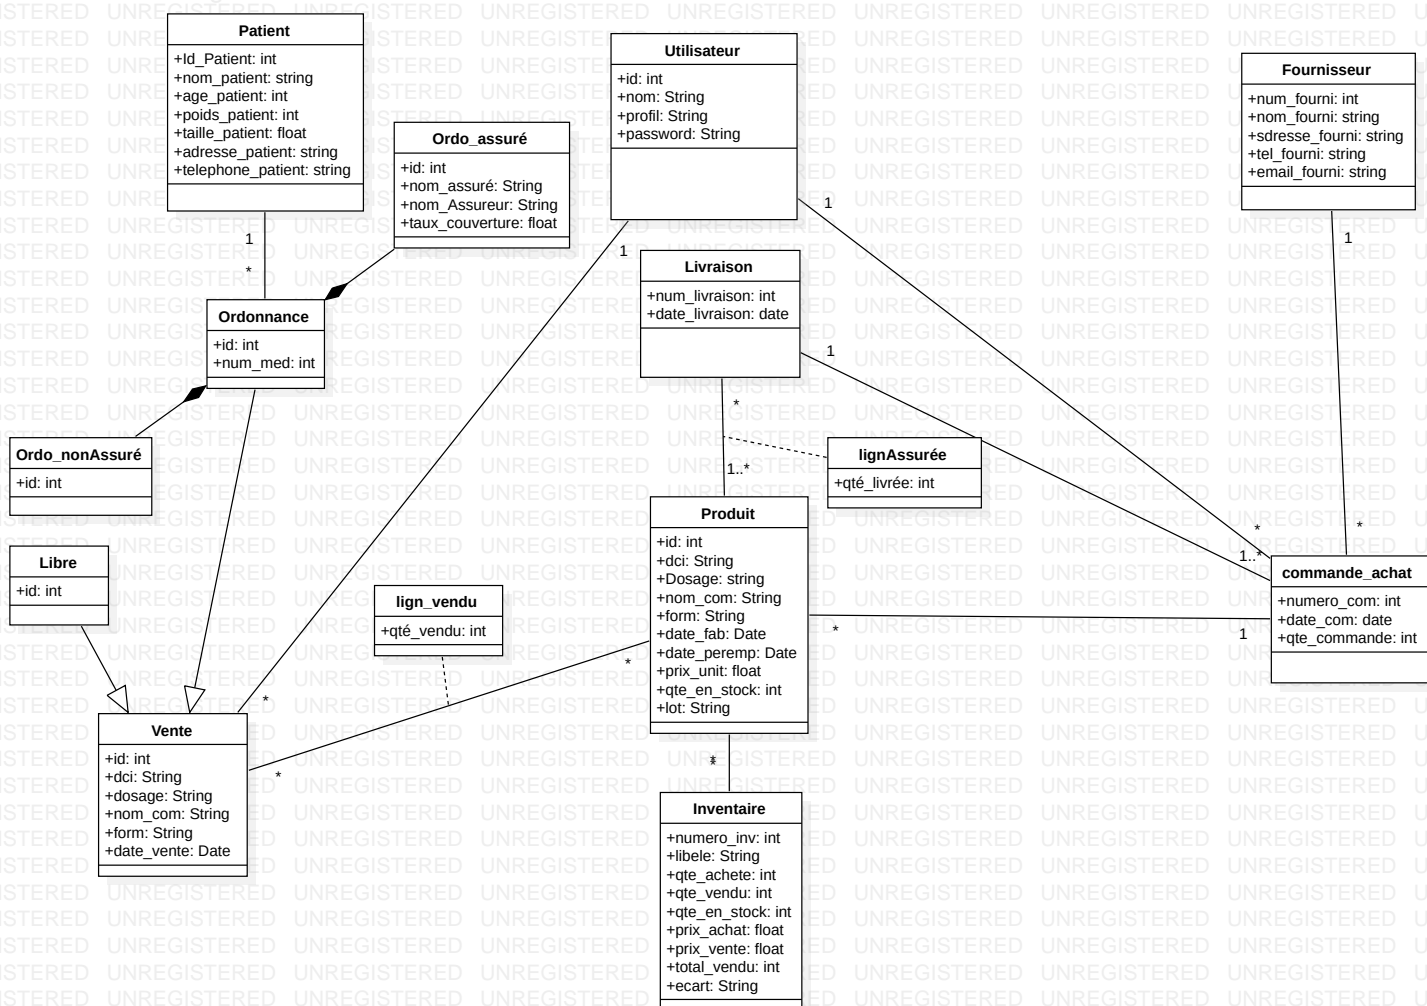 Patient
+Id_Patient: int
+nom_patient: string
+age_patient: int
+poids_patient: int
+taille_patient: float
+adresse_patient: string
+telephone_patient: string
1
*
Ordo_assuré
+id: int
+nom_assuré: String
+nom_Assureur: String
+taux_couverture: float
Utilisateur
+id: int
+nom: String
+profil: String
+password: String
1
1
Fournisseur
+num_fourni: int
+nom_fourni: string
+sdresse_fourni: string
+tel_fourni: string
+email_fourni: string
1
*
Livraison
+num_livraison: int
+date_livraison: date
1
*
1..*
Ordonnance
+id: int
+num_med: int
Ordo_nonAssuré
+id: int
lignAssurée
+qté_livrée: int
Libre
+id: int
lign_vendu
+qté_vendu: int
Produit
+id: int
+dci: String
+Dosage: string
+nom_com: String
+form: String
+date_fab: Date
+date_peremp: Date
+prix_unit: float
+qte_en_stock: int
+lot: String
*
1..*
commande_achat
+numero_com: int
+date_com: date
+qte_commande: int
*
1
*
*
*
Vente
+id: int
+dci: String
+dosage: String
+nom_com: String
+form: String
+date_vente: Date
*
*
Inventaire
+numero_inv: int
+libele: String
+qte_achete: int
+qte_vendu: int
+qte_en_stock: int
+prix_achat: float
+prix_vente: float
+total_vendu: int
+ecart: String
UNREGISTERED